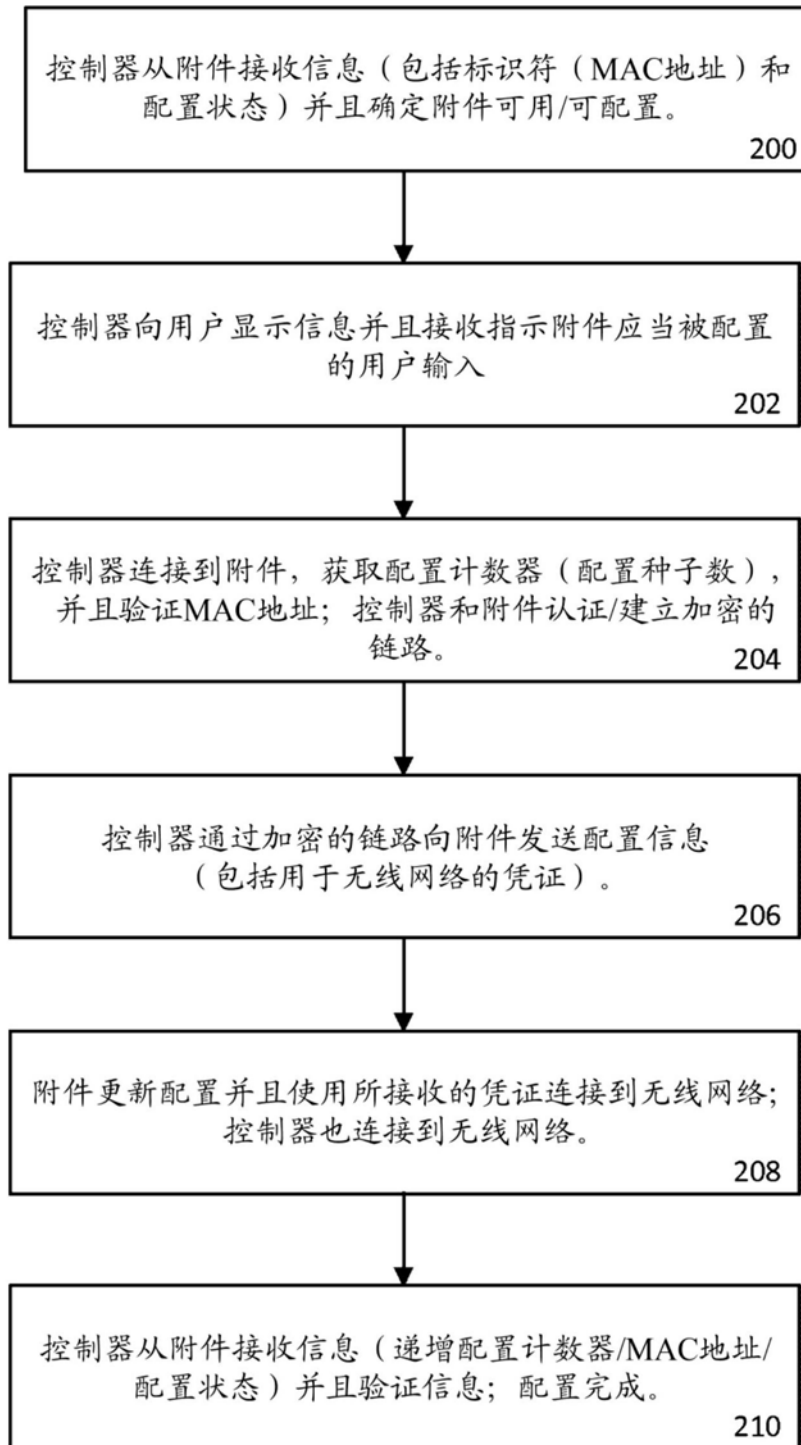 控制器从附件接收信息（包括标识符（MAC地址）和
配置状态）并且确定附件可用/可配置。
200
控制器向用户显示信息并且接收指示附件应当被配置
的用户输入
202
控制器连接到附件，获取配置计数器（配置种子数），
并且验证MAC地址；控制器和附件认证/建立加密的
链路。
204
控制器通过加密的链路向附件发送配置信息
（包括用于无线网络的凭证）。
206
附件更新配置并且使用所接收的凭证连接到无线网络；
控制器也连接到无线网络。
208
控制器从附件接收信息（递增配置计数器/MAC地址/
配置状态）并且验证信息；配置完成。
210